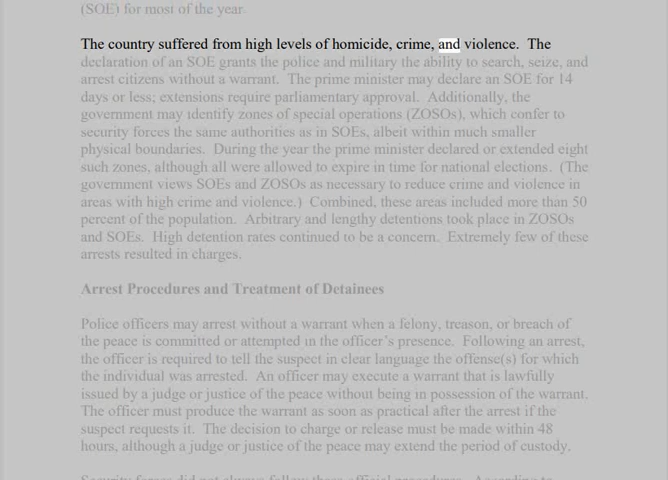 (SOE) for most of the year.
The country suffered from high levels of homicide, crime, and violence. The
declaration of an SOE grants the police and military the ability to search, seize, and
arrest citizens without a warrant. The prime minister may declare an SOE for 14
days or less; extensions require parliamentary approval. Additionally, the
government may identify zones of special operations (ZOSOs), which confer to
security forces the same authorities as in SOEs, albeit within much smaller
physical boundaries. During the year the prime minister declared or extended eight
such zones, although all were allowed to expire in time for national elections. (The
government views SOEs and ZOSOs as necessary to reduce crime and violence in
areas with high crime and violence.) Combined, these areas included more than 50
percent of the population. Arbitrary and lengthy detentions took place in ZOSOs
and SOEs. High detention rates continued to be a concern. Extremely few of these
arrests resulted in charges.
Arrest Procedures and Treatment of Detainees
Police officers may arrest without a warrant when a felony, treason, or breach of
the peace is committed or attempted in the officer's presence. Following an arrest,
the officer is required to tell the suspect in clear language the offense(s) for which
the individual was arrested. An officer may execute a warrant that is lawfully
issued by a judge or justice of the peace without being in possession of the warrant.
The officer must produce the warrant as soon as practical after the arrest if the
suspect requests it. The decision to charge or release must be made within 48
hours, although a judge or justice of the peace may extend the period of custody.
Security forces did not always follow these official procedures. According to